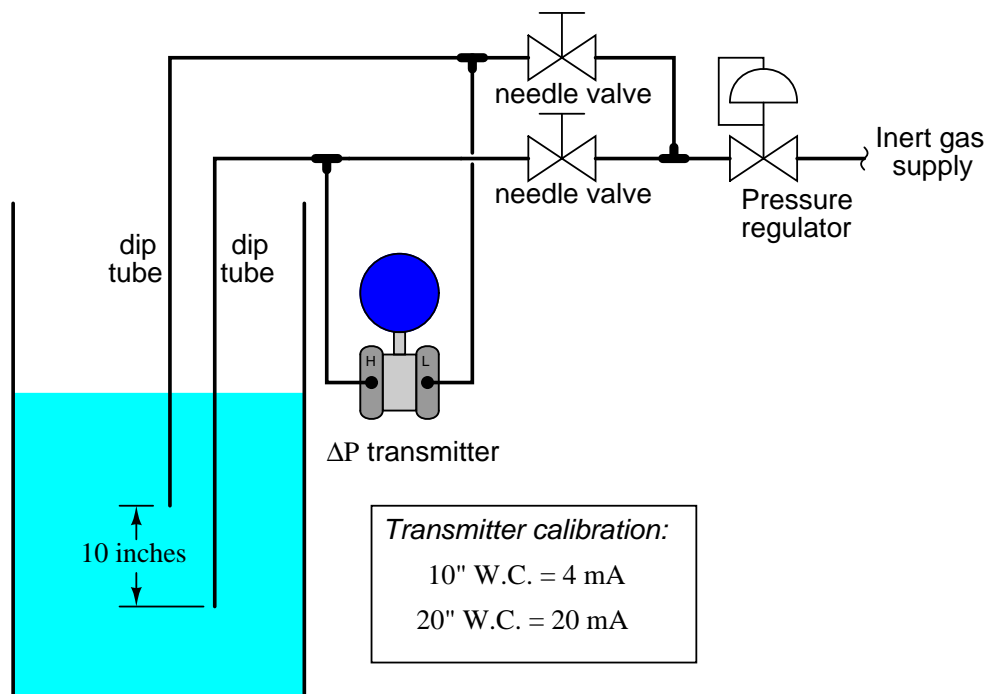 needle valve
needle valve
Inert gas
supply
Pressure
regulator
dip
tube
dip
tube
H
L
ΔP transmitter
10 inches
Transmitter calibration:
10" W.C. = 4 mA
20" W.C. = 20 mA